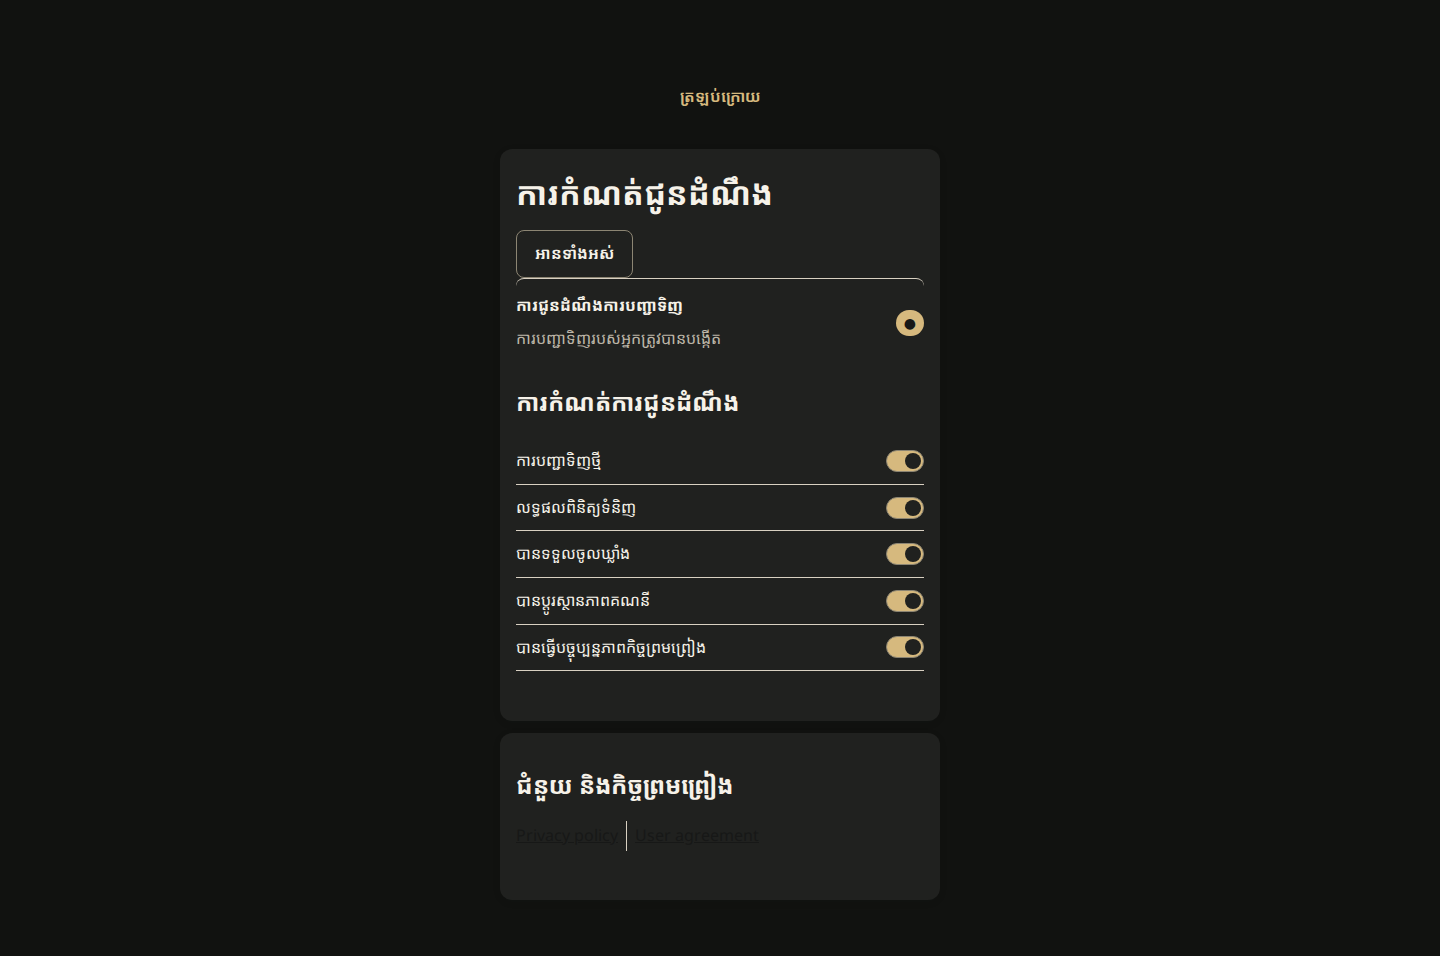 ត្រឡប់ក្រោយ
ការកំណត់ជូនដំណឹង
អានទាំងអស់
ការជូនដំណឹងការបញ្ជាទិញ
ការបញ្ជាទិញរបស់អ្នកត្រូវបានបង្កើត
ការកំណត់ការជូនដំណឹង
ការបញ្ជាទិញថ្មី
លទ្ធផលពិនិត្យទំនិញ
បានទទួលចូលឃ្លាំង
បានប្តូរស្ថានភាពគណនី
បានធ្វើបច្ចុប្បន្នភាពកិច្ចព្រមព្រៀង
ជំនួយ និងកិច្ចព្រមព្រៀង
Privacy policy User agreement